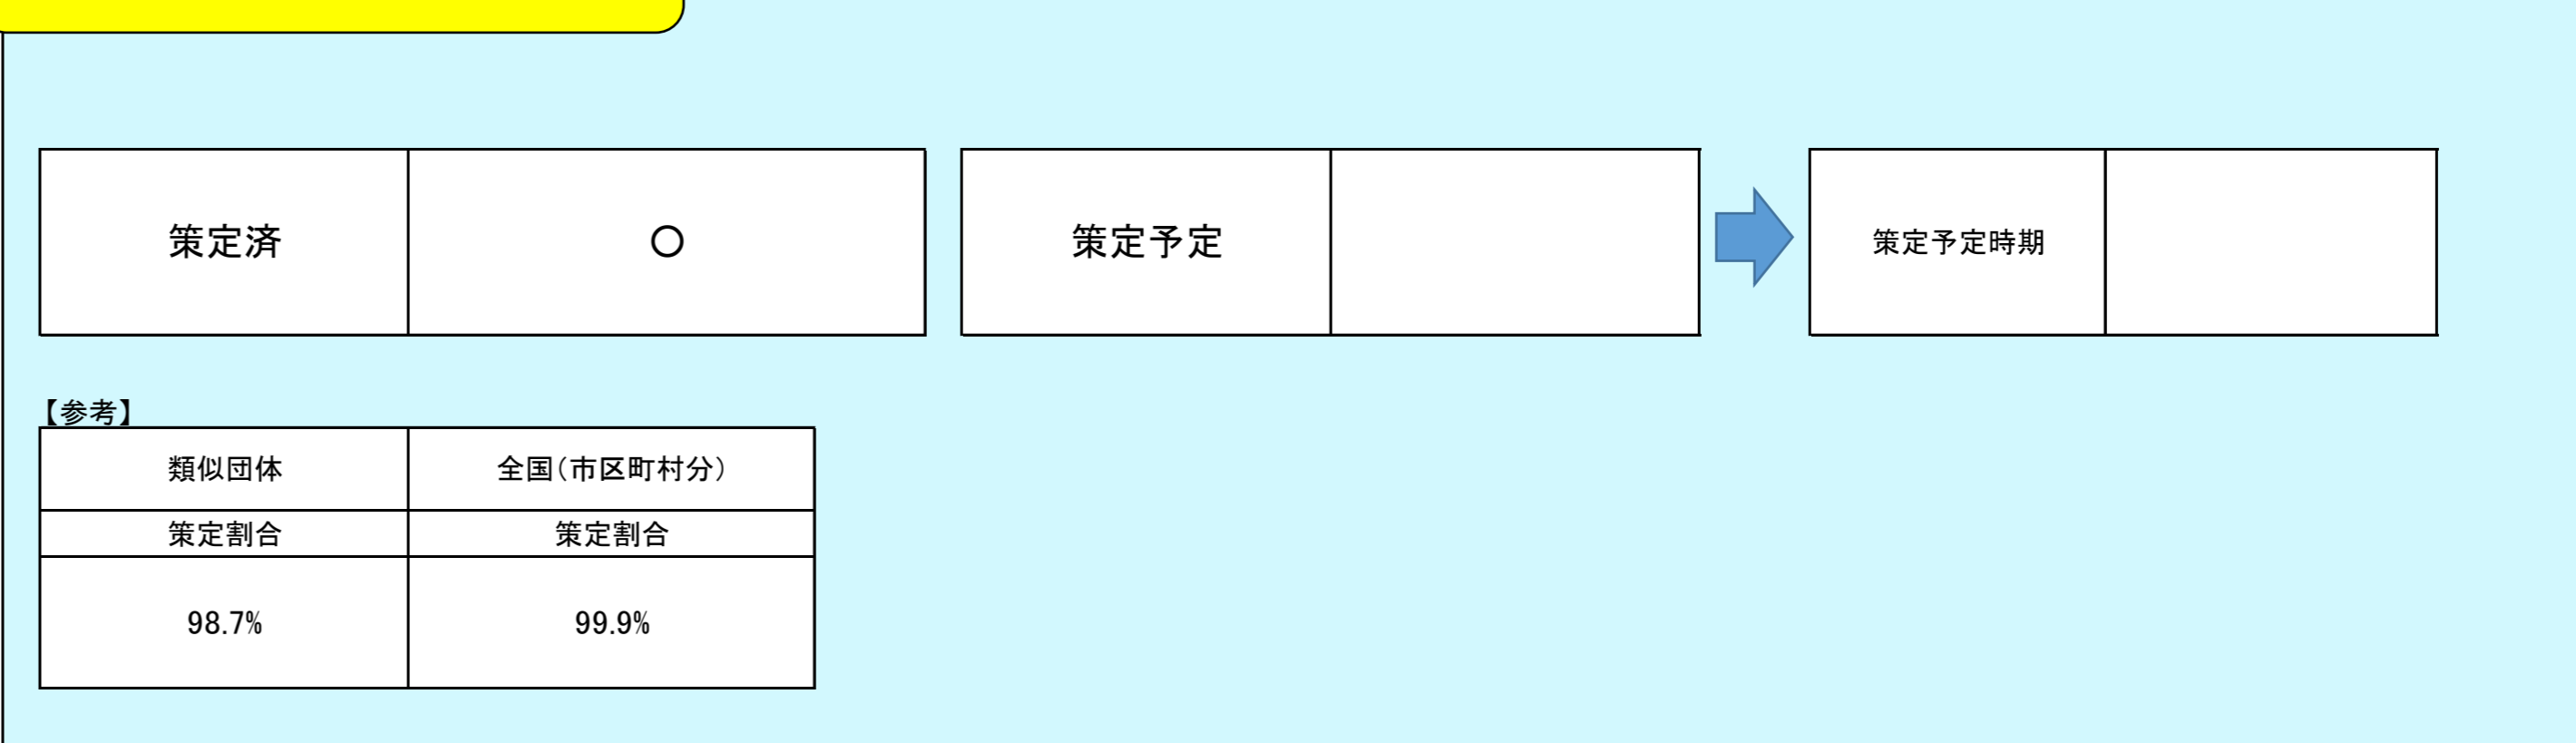 策定済 ○ 策定予定 策定予定時期
【参考】
類似団体 全国(市区町村分)
策定割合 策定割合
98.7% 99.9%